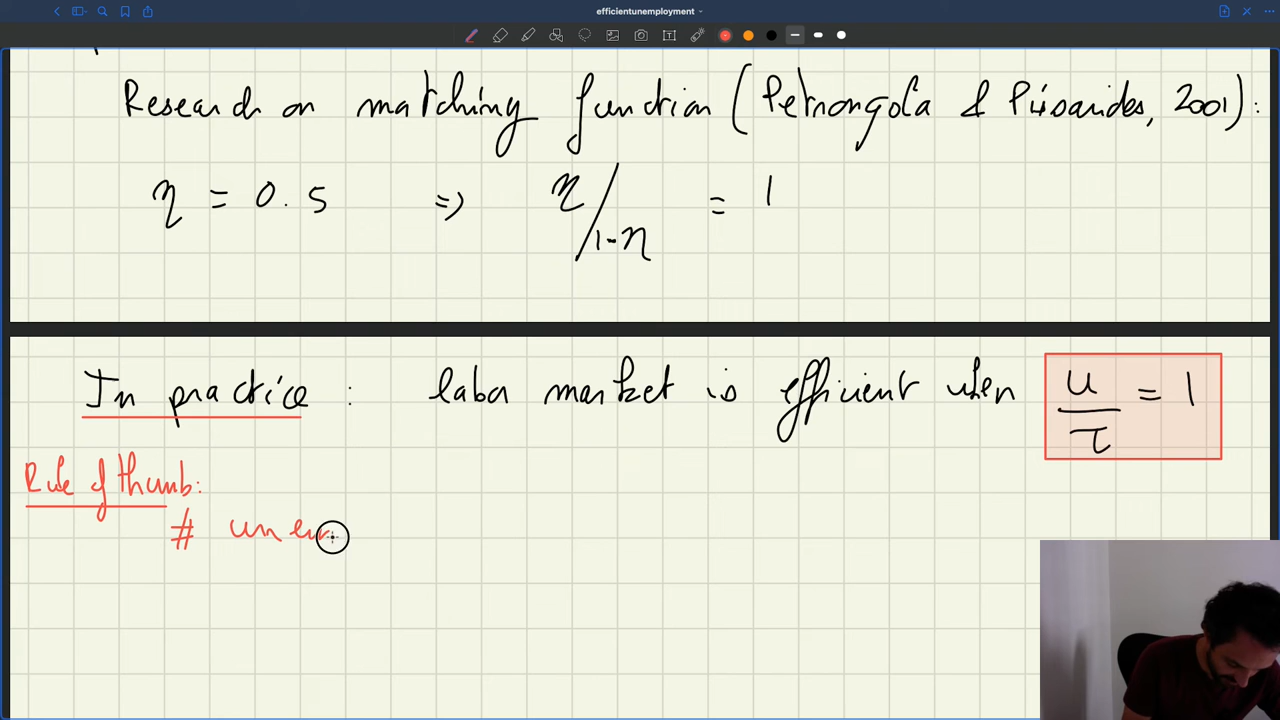 efficientunemployment
Research on matching function (Petrongolo & Pissarides, 2001):
η = 0.5 => η/1-η = 1
In practice : labor market is efficient when u/τ = 1
Rule of thumb:
# unem